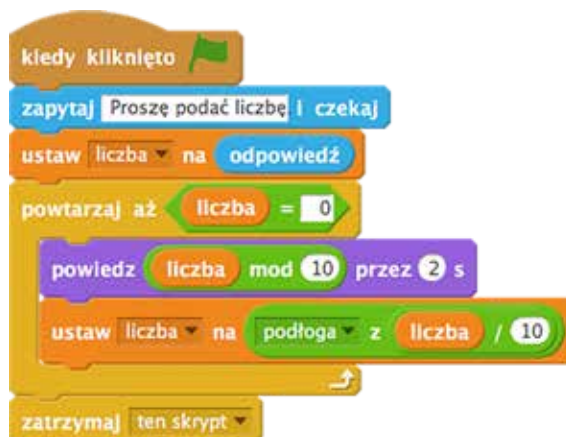 kiedy kliknięto
zapytaj Proszę podać liczbę. i czekaj
ustaw liczba na odpowiedź
powtarzaj aż liczba = 0
powiedz liczba mod 10 przez 2 s
ustaw liczba na podłoga z liczba / 10
zatrzymaj ten skrypt